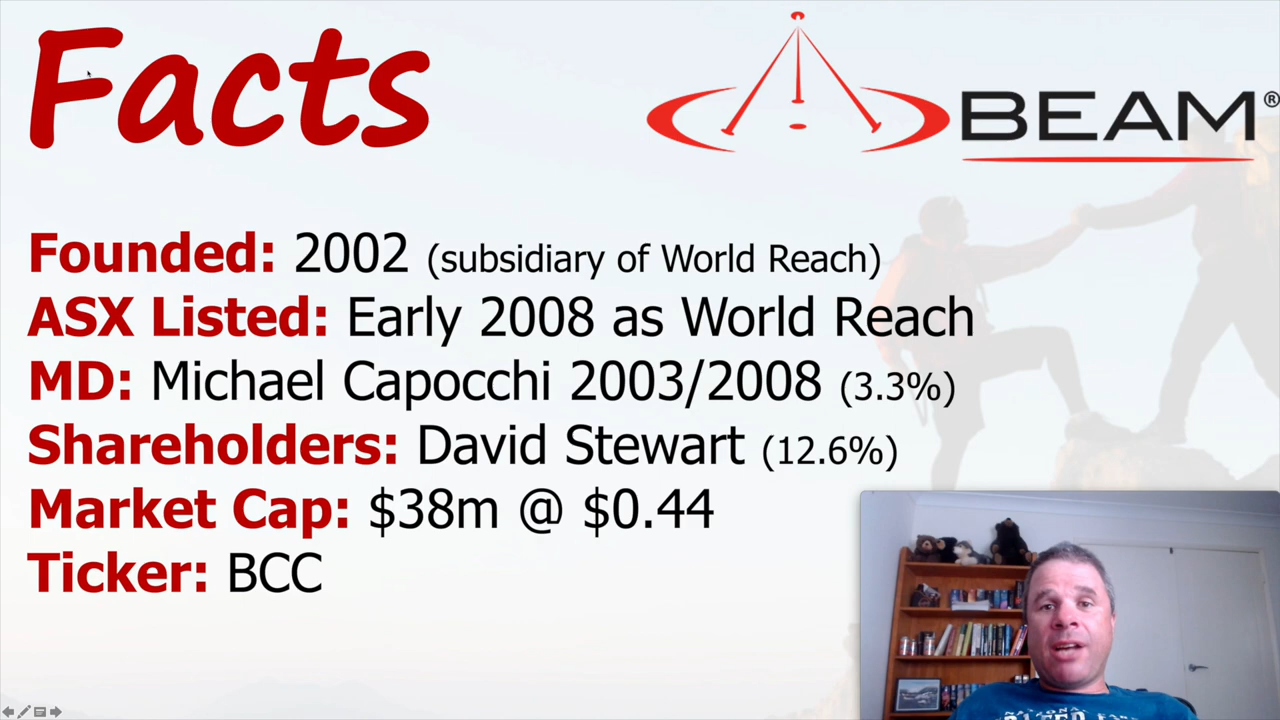 Facts
BEAM®
Founded: 2002 (subsidiary of World Reach)
ASX Listed: Early 2008 as World Reach
MD: Michael Capocchi 2003/2008 (3.3%)
Shareholders: David Stewart (12.6%)
Market Cap: $38m @ $0.44
Ticker: BCC
NATIONAL